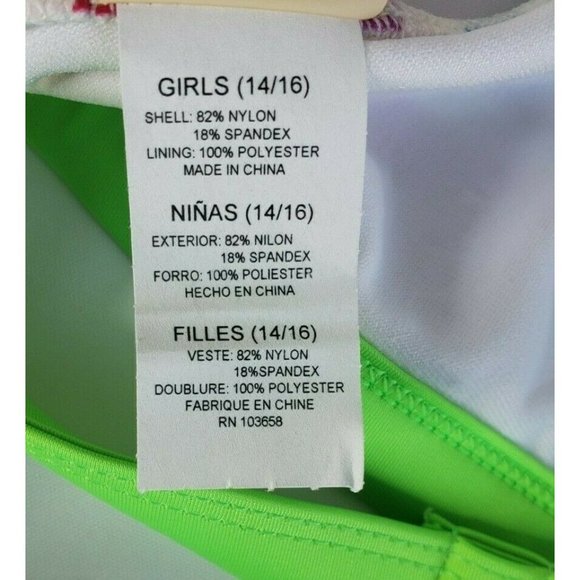 GIRLS (14/16)
SHELL: 82% NYLON
18% SPANDEX
LINING: 100% POLYESTER
MADE IN CHINA
NIÑAS (14/16)
EXTERIOR: 82% NILON
18% SPANDEX
FORRO: 100% POLIESTER
HECHO EN CHINA
FILLES (14/16)
VESTE: 82% NYLON
18%SPANDEX
DOUBLURE: 100% POLYESTER
FABRIQUE EN CHINE
RN 103658